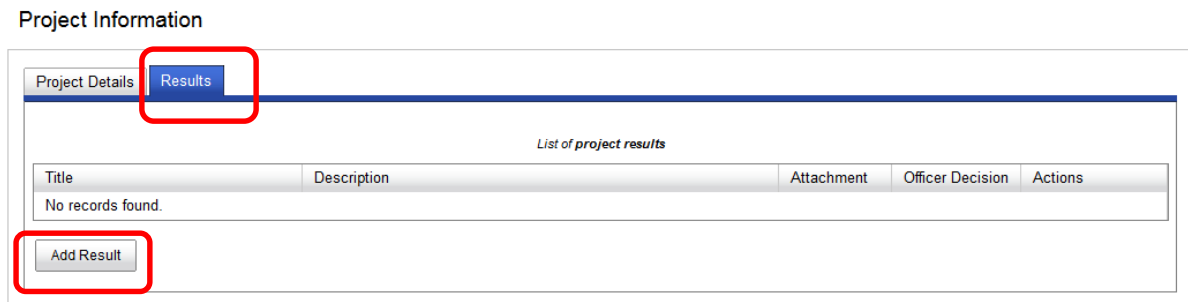 Project Information
Project Details Results
List of project results
Title Description Attachment Officer Decision Actions
No records found.
Add Result